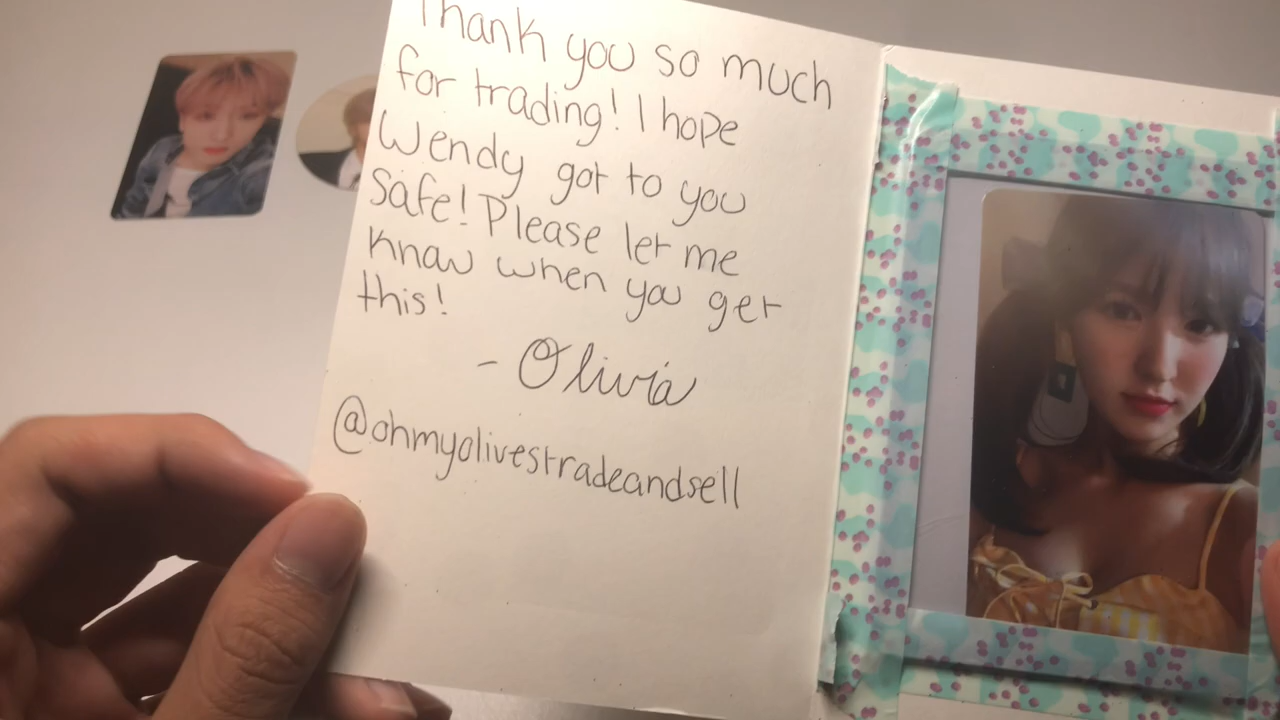 Thank you so much
for trading! I hope
Wendy got to you
safe! Please let me
know when you get
this!
- Olivia
@ohmyolivestradeandsell